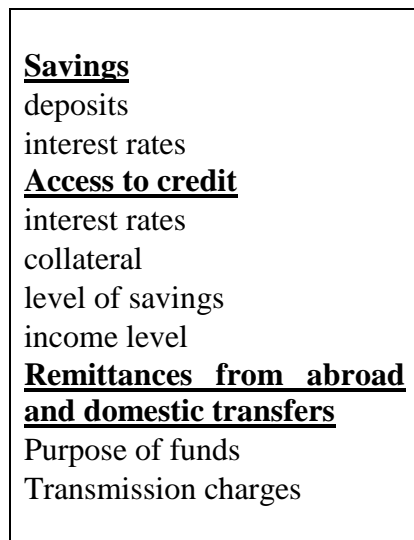 Savings
deposits
interest rates
Access to credit
interest rates
collateral
level of savings
income level
Remittances from abroad
and domestic transfers
Purpose of funds
Transmission charges